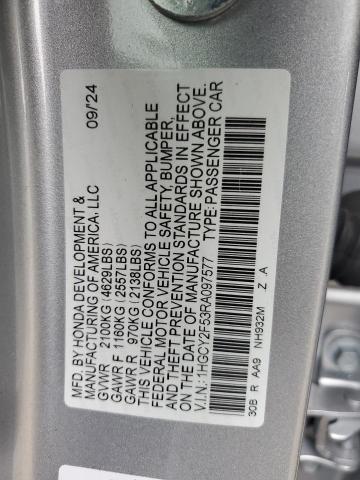 MFD. BY HONDA DEVELOPMENT &
MANUFACTURING OF AMERICA, LLC 09/24
GVWR 2100KG (4629LBS)
GAWR F 1160KG (2557LBS)
GAWR R 970KG (2138LBS)
THIS VEHICLE CONFORMS TO ALL APPLICABLE
FEDERAL MOTOR VEHICLE SAFETY, BUMPER,
AND THEFT PREVENTION STANDARDS IN EFFECT
ON THE DATE OF MANUFACTURE SHOWN ABOVE.
V.I.N.: 1HGCY2F53RA097577 TYPE: PASSENGER CAR
30B R AA9 NH932M Z A